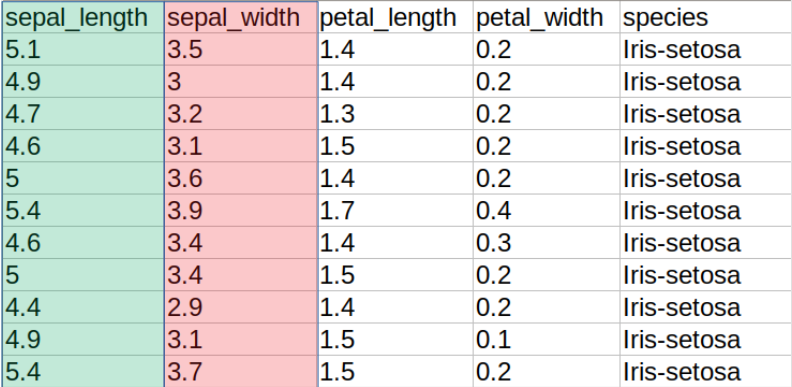 sepal_length sepal_width petal_length petal_width species
5.1 3.5 1.4 0.2 Iris-setosa
4.9 3 1.4 0.2 Iris-setosa
4.7 3.2 1.3 0.2 Iris-setosa
4.6 3.1 1.5 0.2 Iris-setosa
5 3.6 1.4 0.2 Iris-setosa
5.4 3.9 1.7 0.4 Iris-setosa
4.6 3.4 1.4 0.3 Iris-setosa
5 3.4 1.5 0.2 Iris-setosa
4.4 2.9 1.4 0.2 Iris-setosa
4.9 3.1 1.5 0.1 Iris-setosa
5.4 3.7 1.5 0.2 Iris-setosa